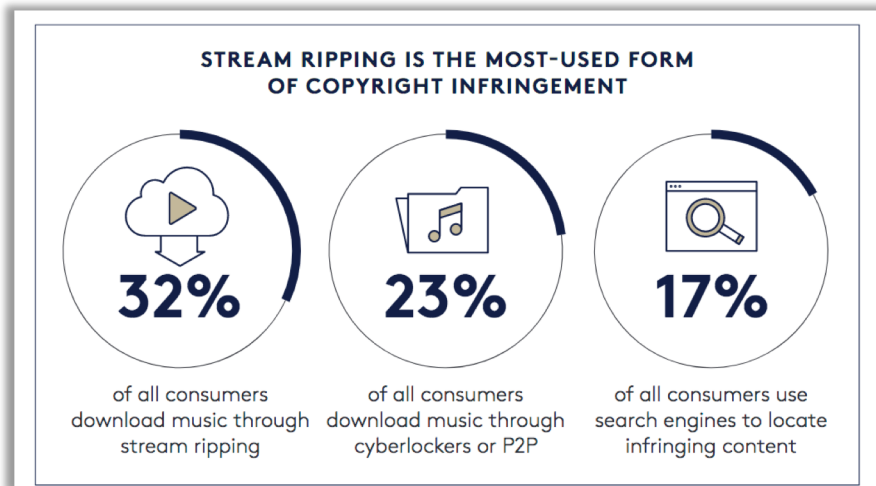 STREAM RIPPING IS THE MOST-USED FORM
OF COPYRIGHT INFRINGEMENT
32%
of all consumers
download music through
stream ripping
23%
of all consumers
download music through
cyberlockers or P2P
17%
of all consumers use
search engines to locate
infringing content